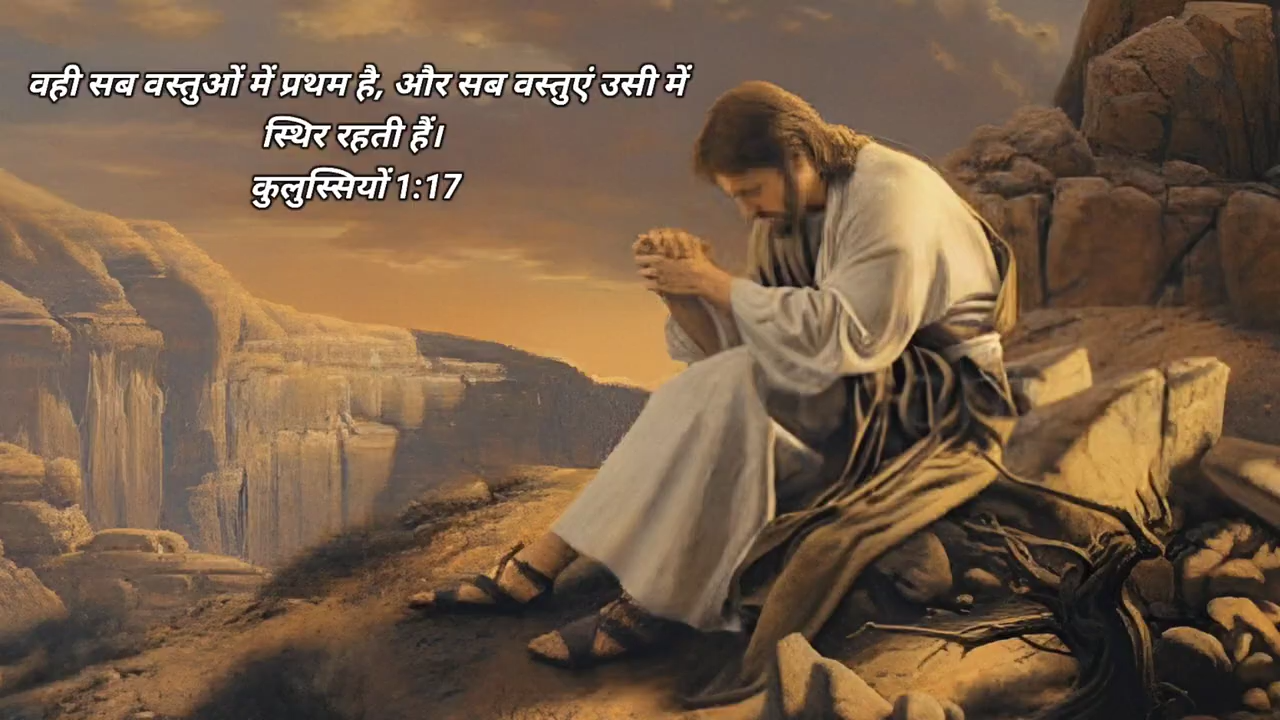 वही सब वस्तुओं में प्रथम है, और सब वस्तुएं उसी में
स्थिर रहती हैं।
कुलुस्सियों 1:17